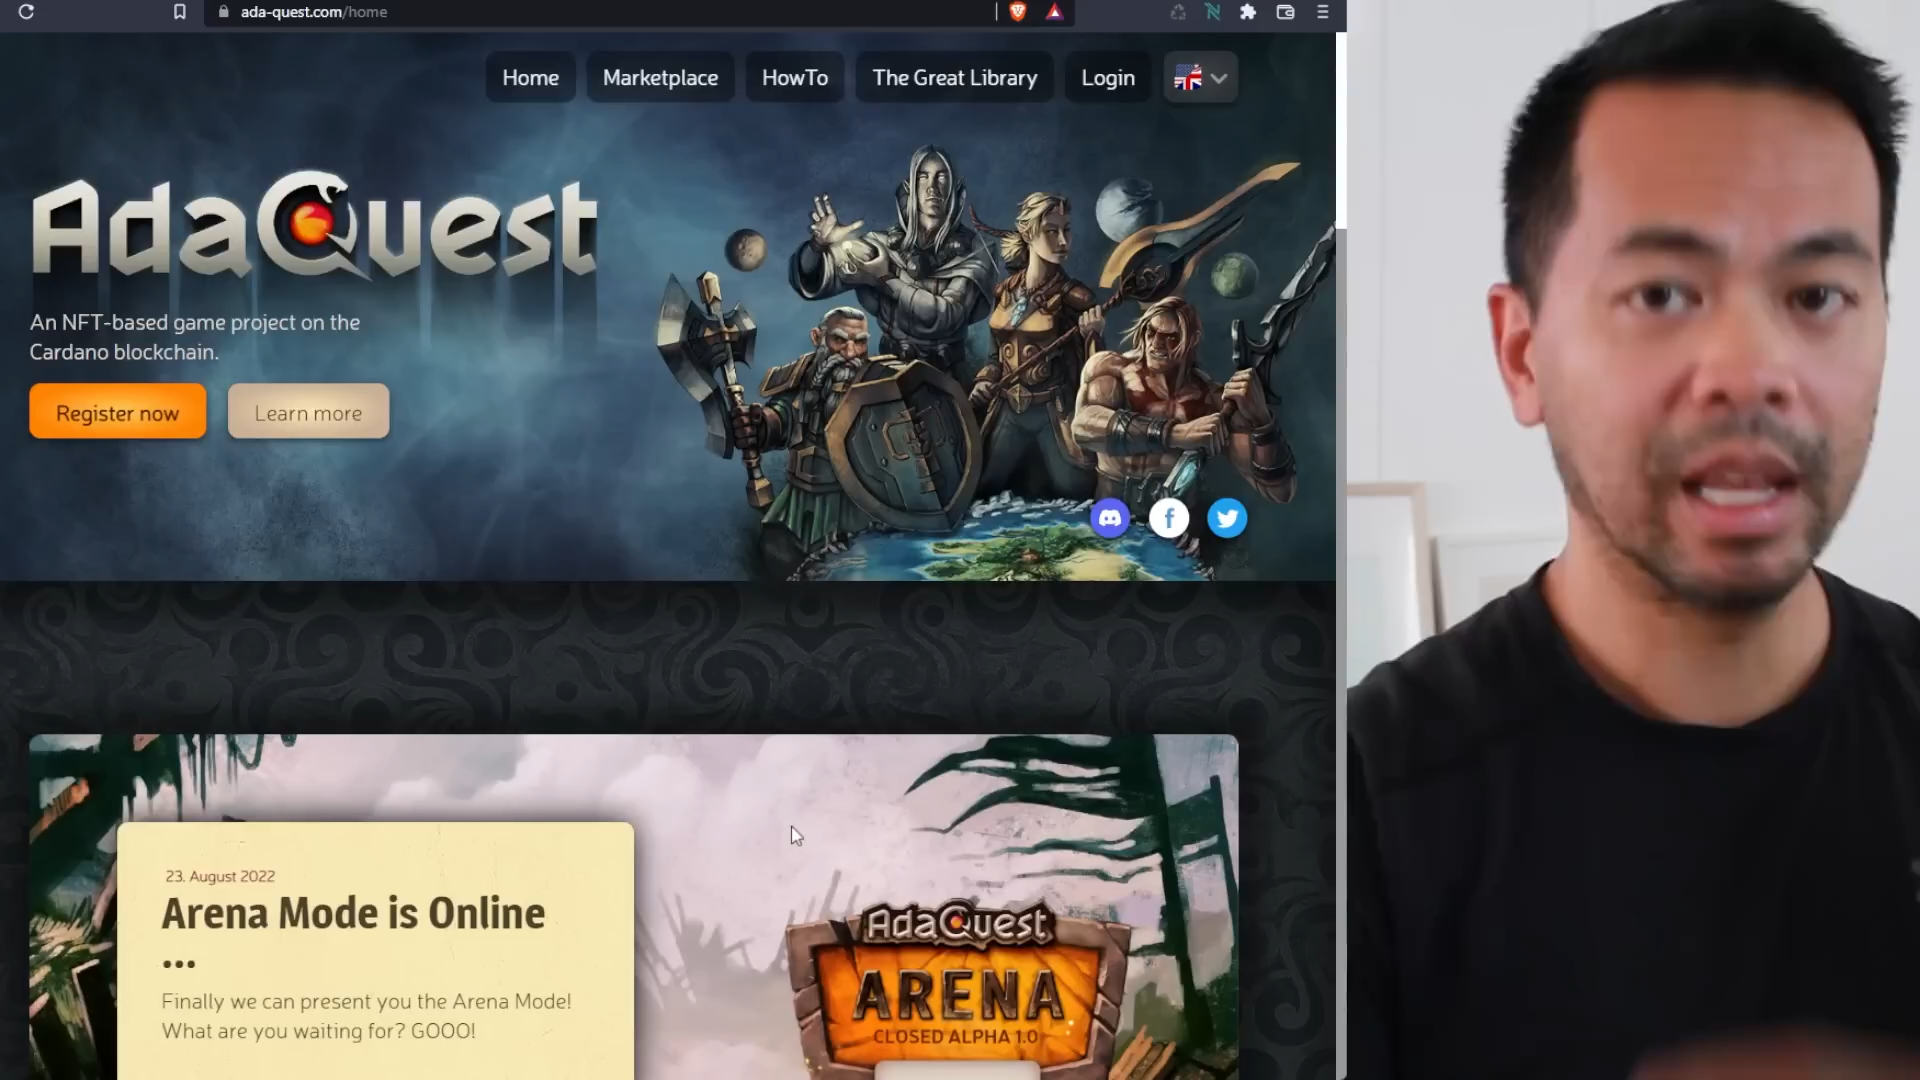 ada-quest.com/home
Home
Marketplace
HowTo
The Great Library
Login
AdaQuest
An NFT-based game project on the
Cardano blockchain.
Register now
Learn more
23. August 2022
Arena Mode is Online
...
Finally we can present you the Arena Mode!
What are you waiting for? GOOO!
AdaQuest
ARENA
CLOSED ALPHA 1.0